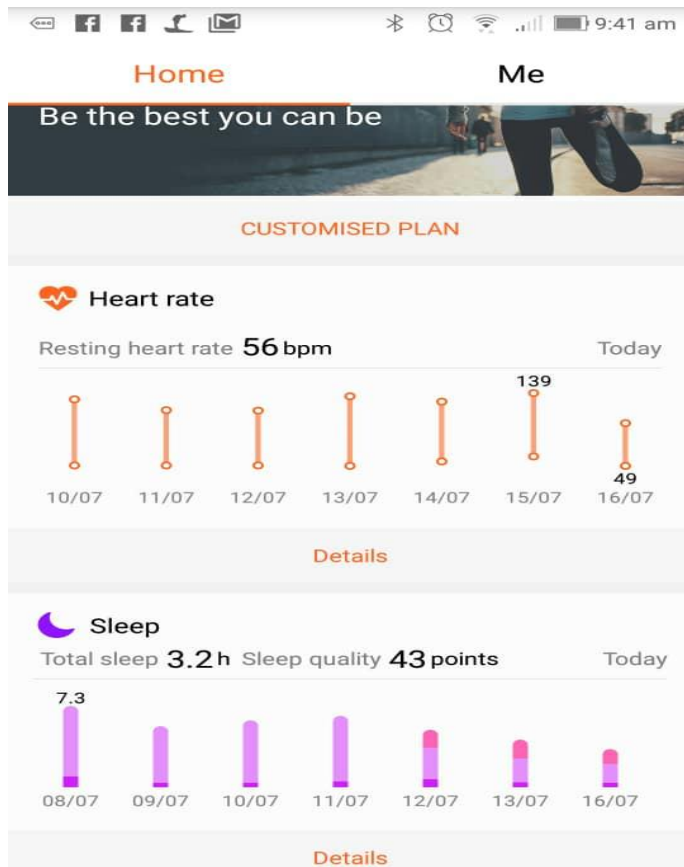 9:41 am
Home Me
Be the best you can be
CUSTOMISED PLAN
Heart rate
Resting heart rate 56 bpm Today
139
49
10/07 11/07 12/07 13/07 14/07 15/07 16/07
Details
Sleep
Total sleep 3.2 h Sleep quality 43 points Today
7.3
08/07 09/07 10/07 11/07 12/07 13/07 16/07
Details